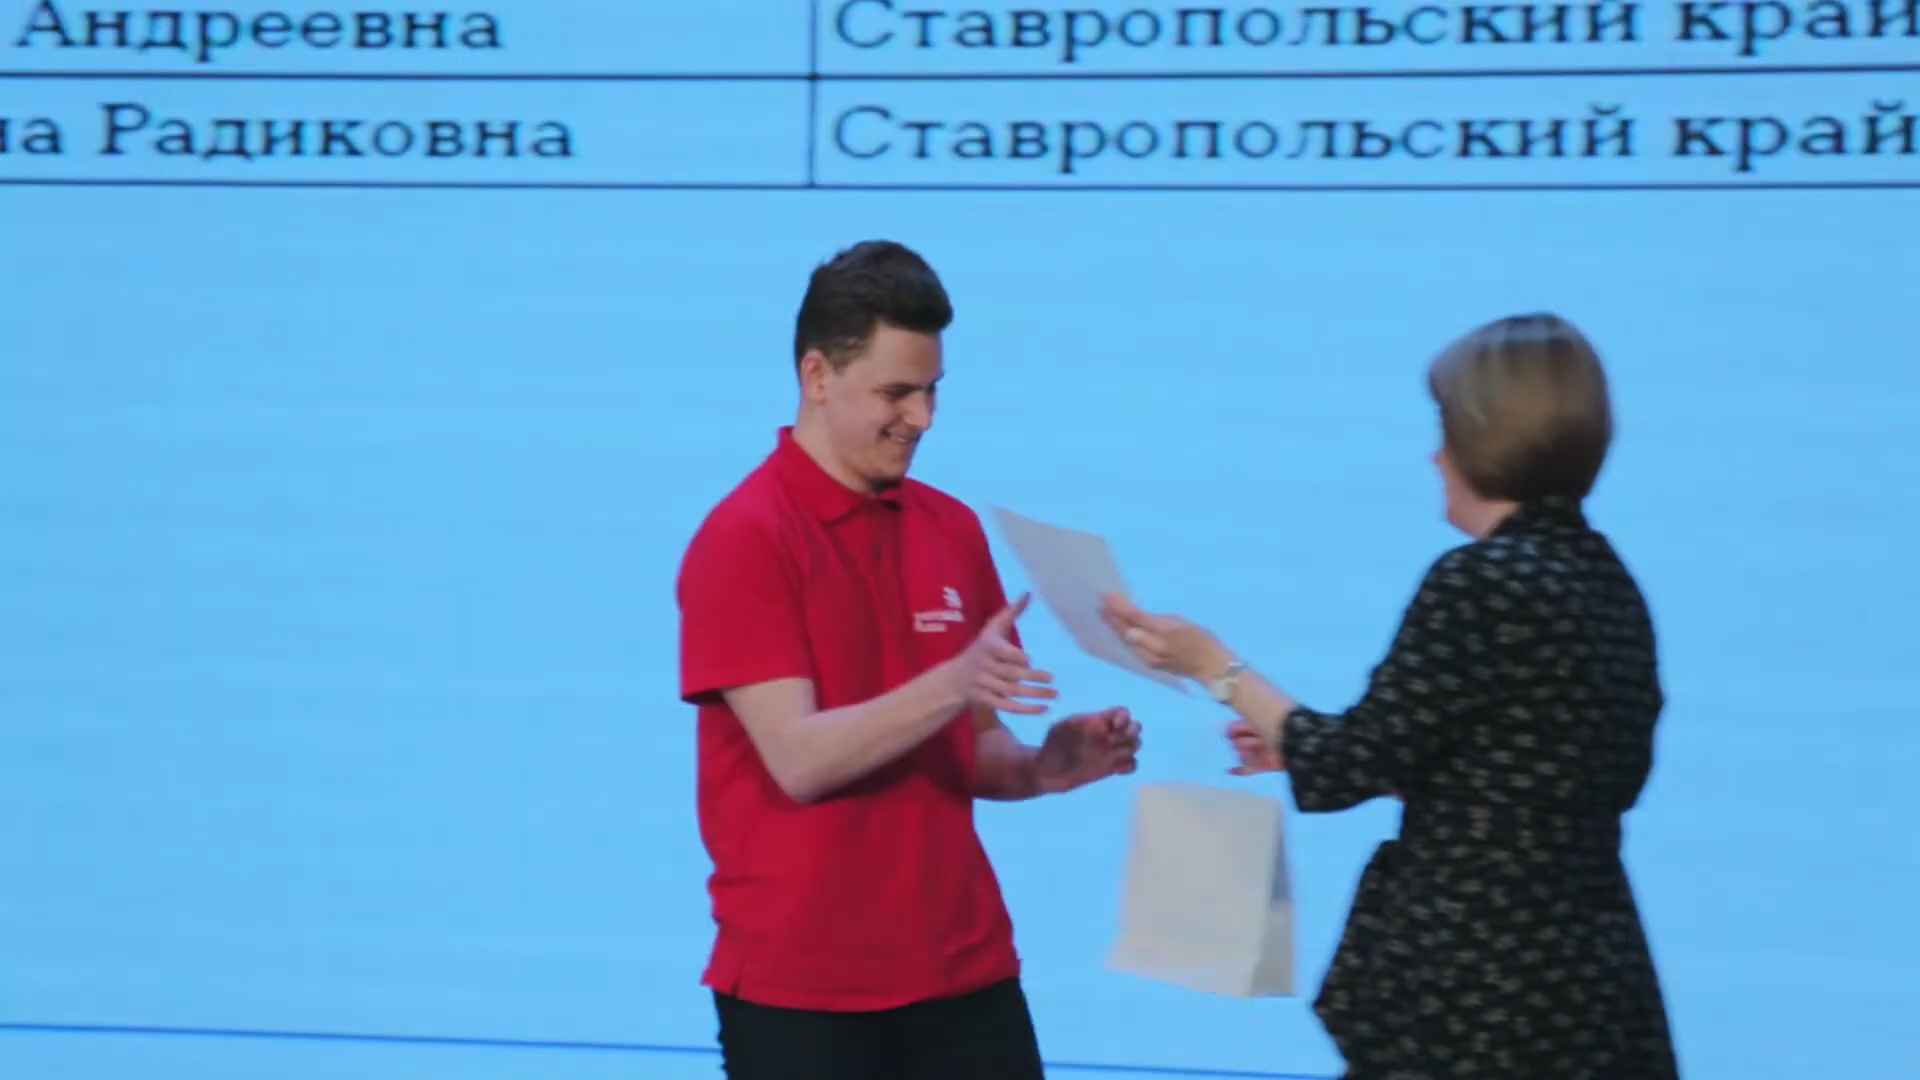 Андреевна Ставропольский край
на Радиковна Ставропольский край